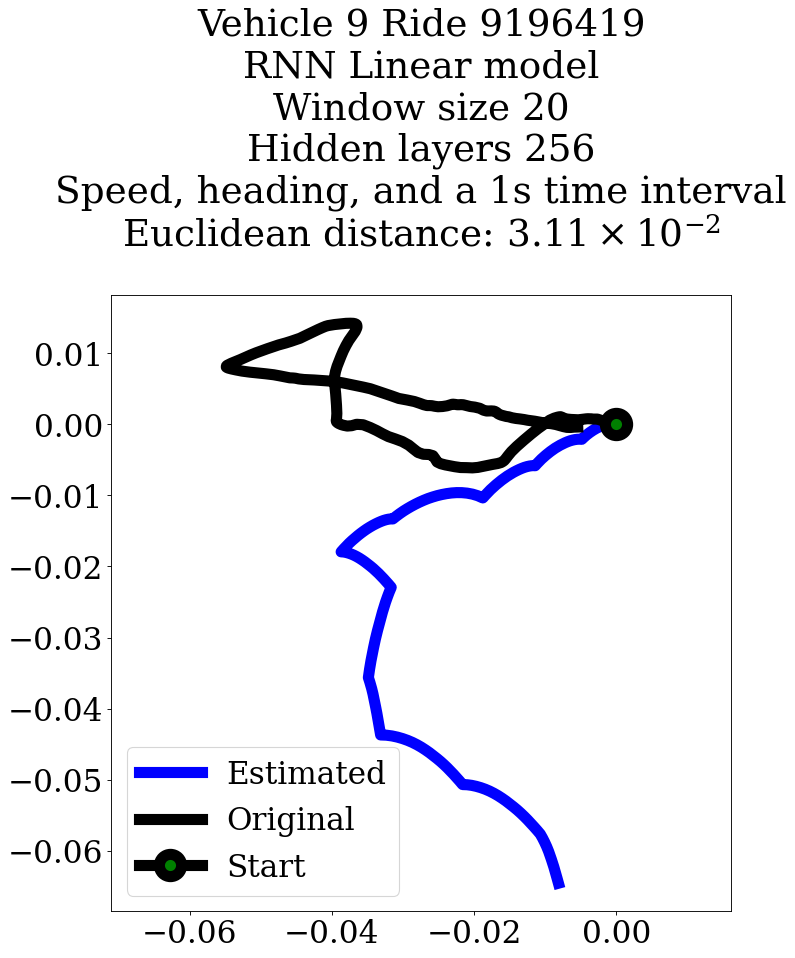 Vehicle 9 Ride 9196419
RNN Linear model
Window size 20
Hidden layers 256
Speed, heading, and a 1s time interval
Euclidean distance: 3.11 × 10⁻²
0.01
0.00
−0.01
−0.02
−0.03
−0.04
−0.05
−0.06
Estimated
Original
Start
−0.06 −0.04 −0.02 0.00